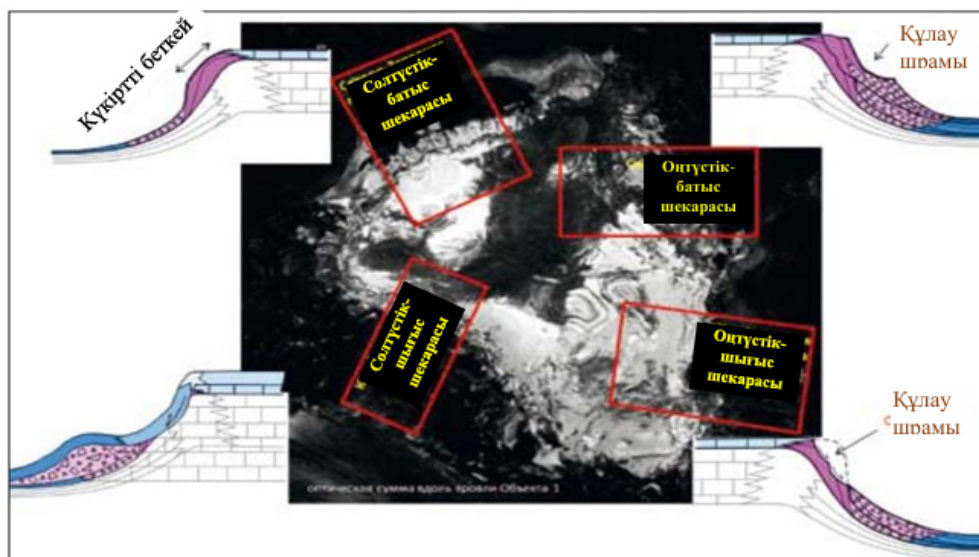 Күкіртті беткей
Солтүстік-
батыс
шекарасы
Құлау
шрамы
Оңтүстік-
батыс
шекарасы
Солтүстік-
шығыс
шекарасы
Оңтүстік-
шығыс
шекарасы
Құлау
шрамы
оптическая сумма вдоль кровли Объекта 1